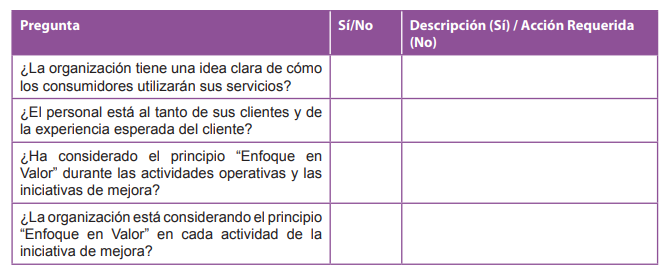 Pregunta
Sí/No
Descripción (Sí) / Acción Requerida
(No)
¿La organización tiene una idea clara de cómo
los consumidores utilizarán sus servicios?
¿El personal está al tanto de sus clientes y de
la experiencia esperada del cliente?
¿Ha considerado el principio “Enfoque en
Valor” durante las actividades operativas y las
iniciativas de mejora?
¿La organización está considerando el principio
“Enfoque en Valor” en cada actividad de la
iniciativa de mejora?